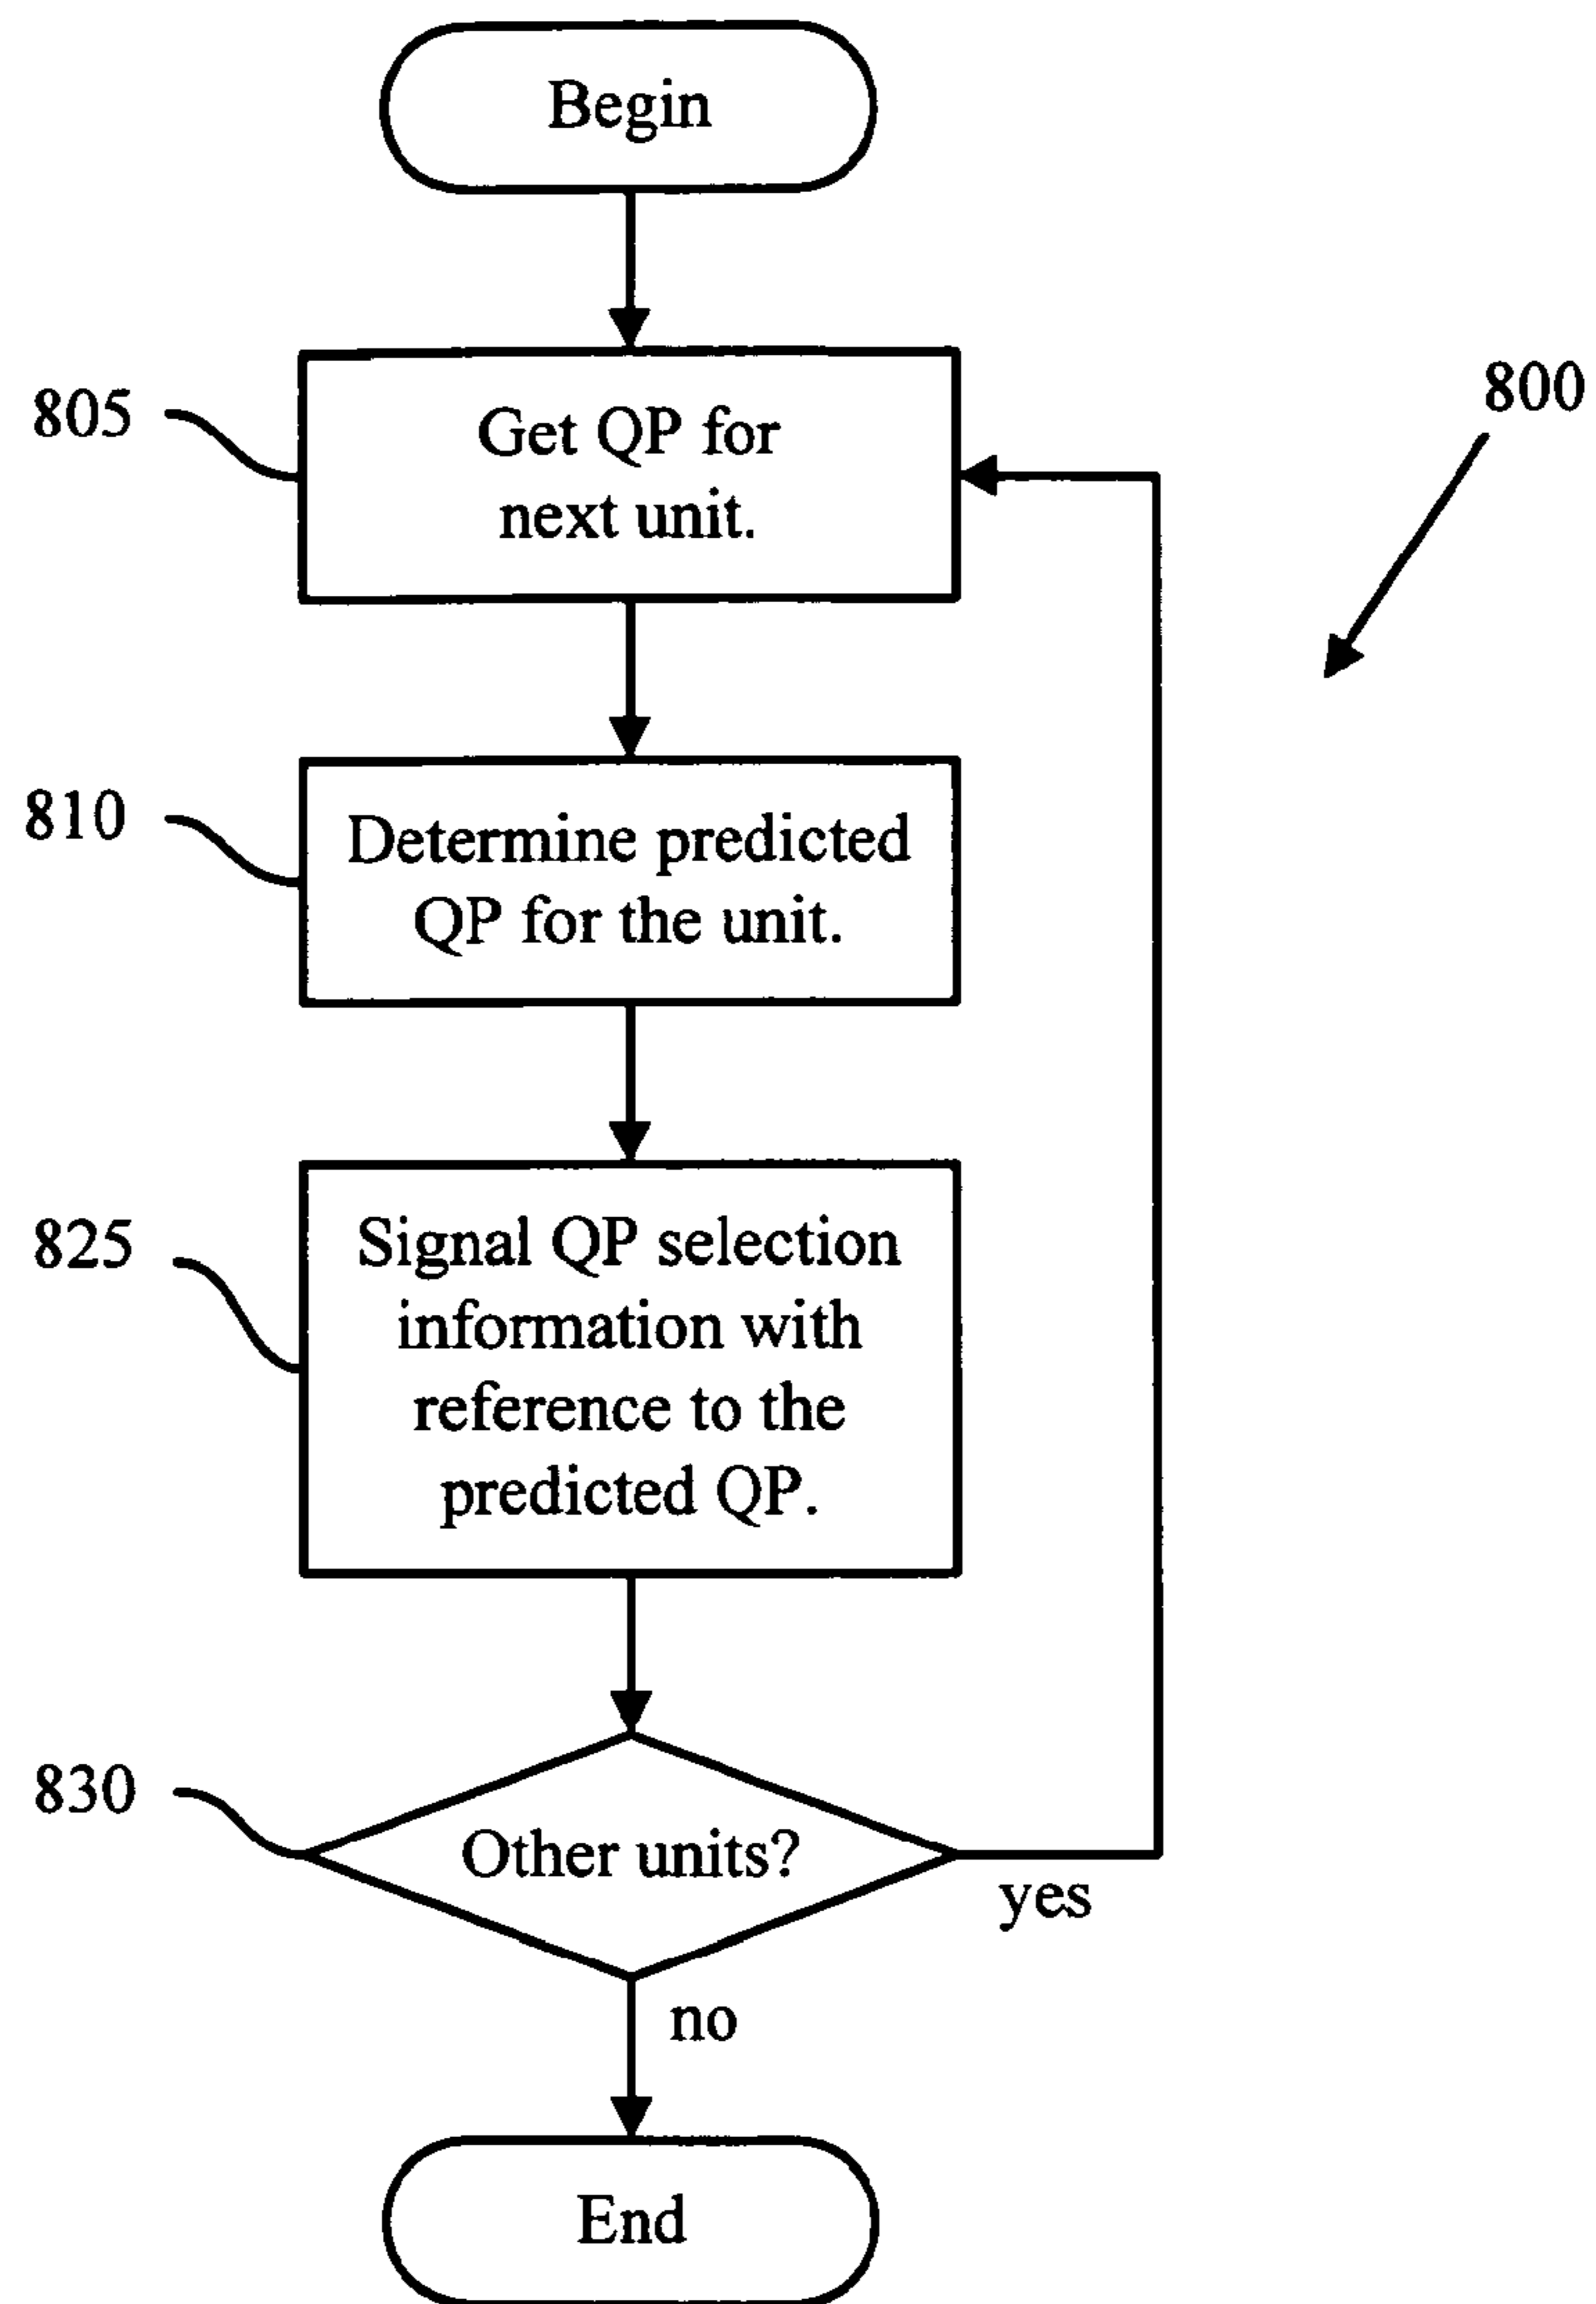 Begin
800
805
Get QP for
next unit.
810
Determine predicted
QP for the unit.
825
Signal QP selection
information with
reference to the
predicted QP.
830
Other units?
yes
no
End